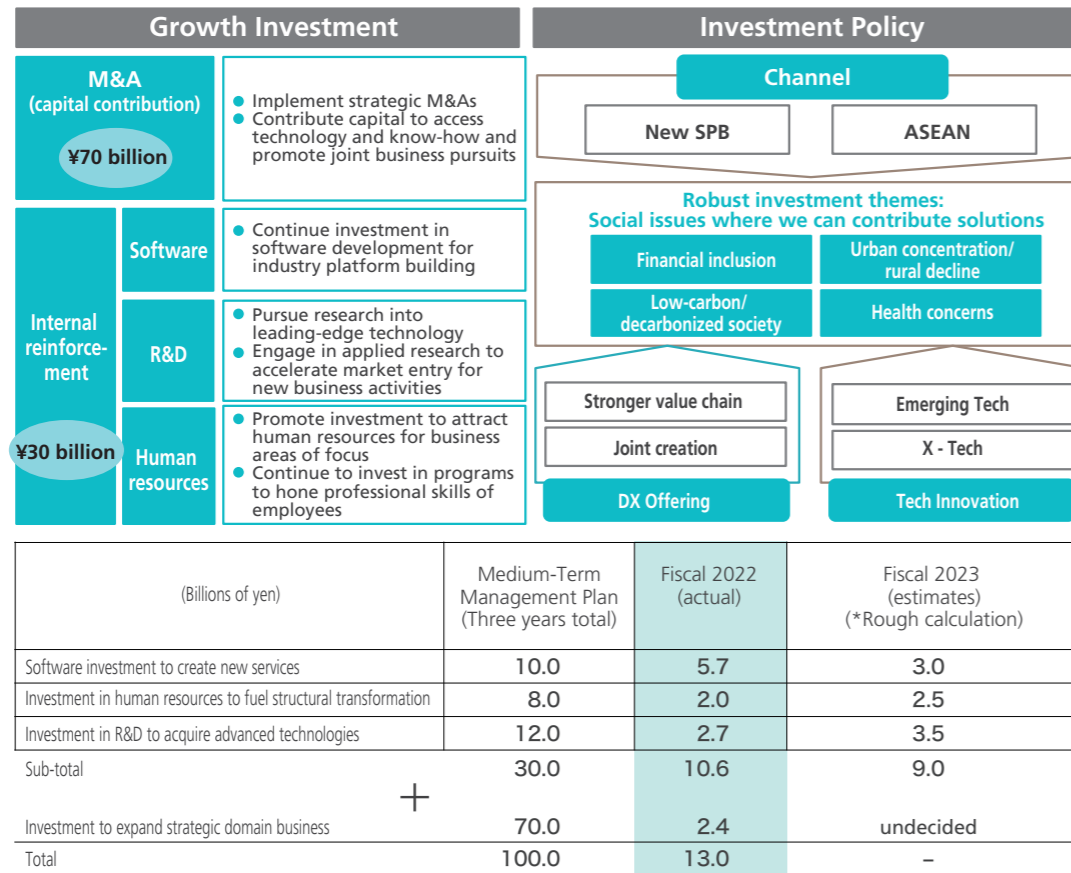 Growth Investment
M&A
(capital contribution)
¥70 billion
● Implement strategic M&As
● Contribute capital to access
technology and know-how and
promote joint business pursuits
Internal
reinforce-
ment
¥30 billion
Software
● Continue investment in
software development for
industry platform building
R&D
● Pursue research into
leading-edge technology
● Engage in applied research to
accelerate market entry for
new business activities
Human
resources
● Promote investment to attract
human resources for business
areas of focus
● Continue to invest in programs
to hone professional skills of
employees
Investment Policy
Channel
New SPB
ASEAN
Robust investment themes:
Social issues where we can contribute solutions
Financial inclusion
Urban concentration/
rural decline
Low-carbon/
decarbonized society
Health concerns
Stronger value chain
Joint creation
DX Offering
Emerging Tech
X - Tech
Tech Innovation
(Billions of yen)
Medium-Term
Management Plan
(Three years total)
Fiscal 2022
(actual)
Fiscal 2023
(estimates)
(*Rough calculation)
Software investment to create new services 10.0 5.7 3.0
Investment in human resources to fuel structural transformation 8.0 2.0 2.5
Investment in R&D to acquire advanced technologies 12.0 2.7 3.5
Sub-total 30.0 10.6 9.0
+
Investment to expand strategic domain business 70.0 2.4 undecided
Total 100.0 13.0 –